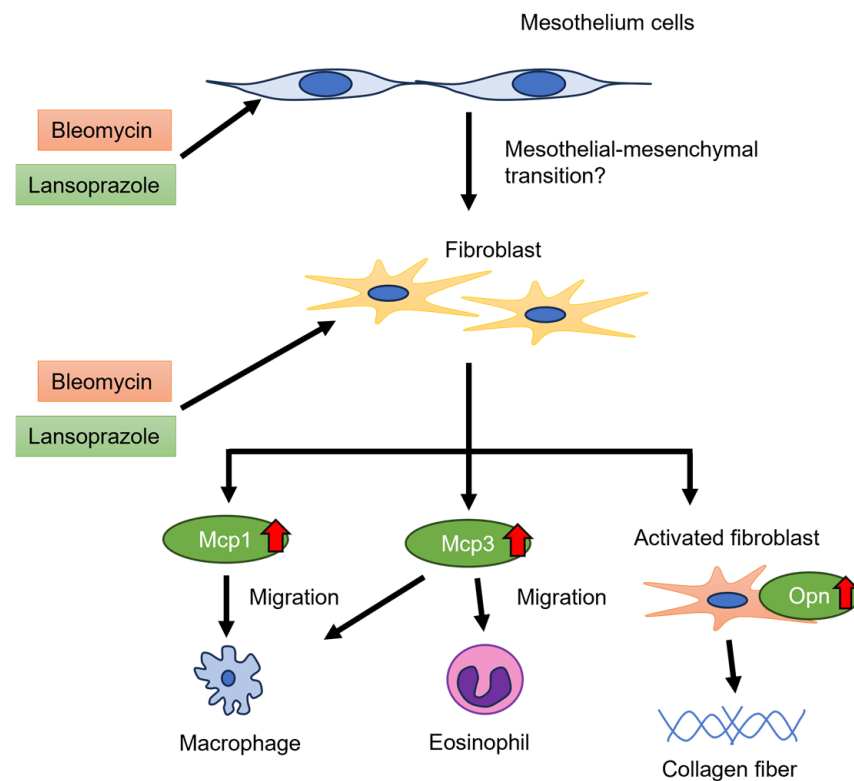 Mesothelium cells
Bleomycin
Lansoprazole
Mesothelial-mesenchymal
transition?
Fibroblast
Bleomycin
Lansoprazole
Mcp1
Mcp3
Activated fibroblast
Opn
Migration
Migration
Macrophage
Eosinophil
Collagen fiber